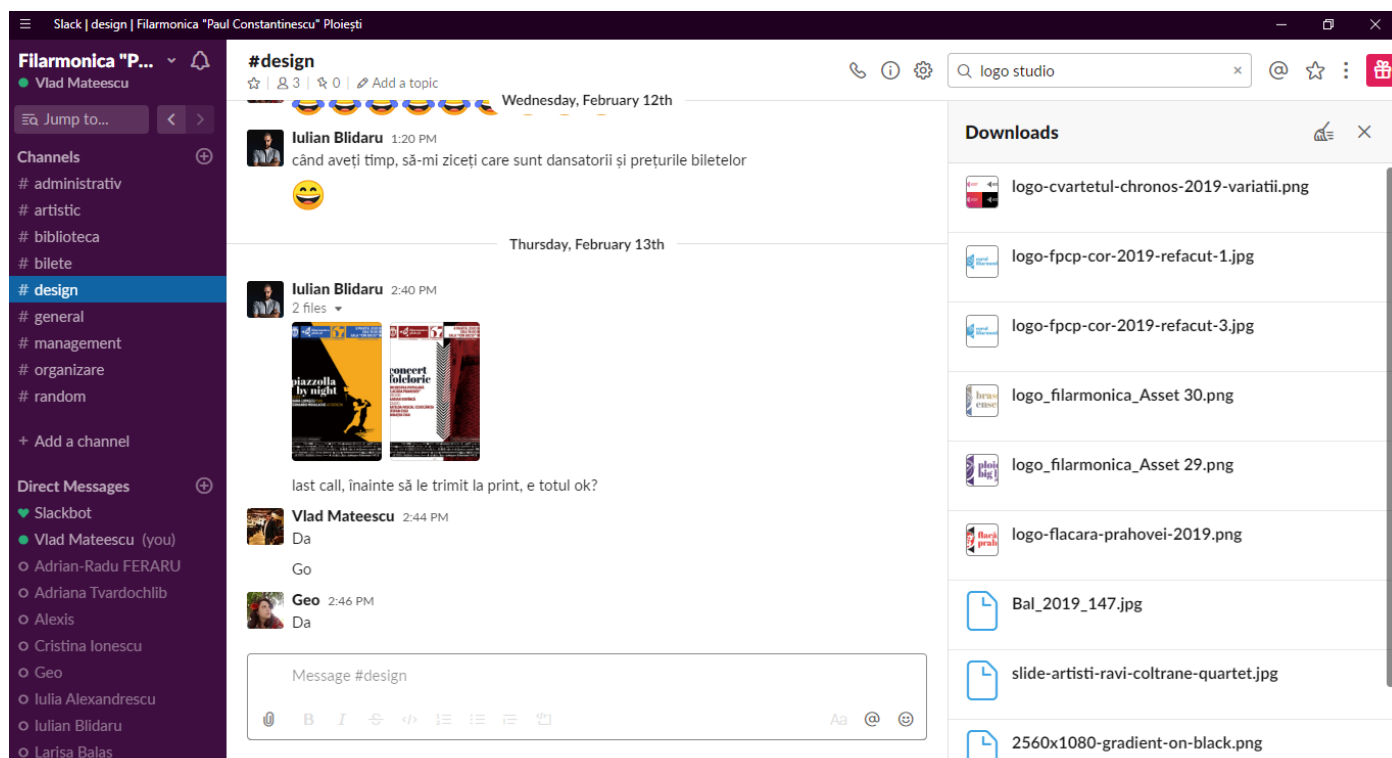 Slack | design | Filarmonica "Paul Constantinescu" Ploiești
Filarmonica "P...
Vlad Mateescu
Jump to...
Channels
# administrativ
# artistic
# biblioteca
# bilete
# design
# general
# management
# organizare
# random
+ Add a channel
Direct Messages
Slackbot
Vlad Mateescu (you)
Adrian-Radu FERARU
Adriana Tvardochlib
Alexis
Cristina Ionescu
Geo
Iulia Alexandrescu
Iulian Blidaru
Larisa Balas
#design
3 | 0 | Add a topic
logo studio
Wednesday, February 12th
Iulian Blidaru 1:20 PM
când aveți timp, să-mi ziceți care sunt dansatorii și prețurile biletelor
Thursday, February 13th
Iulian Blidaru 2:40 PM
2 files
piazzolla
by night
concert
folcloric
last call, înainte să le trimit la print, e totul ok?
Vlad Mateescu 2:44 PM
Da
Go
Geo 2:46 PM
Da
Message #design
B I S </> Aa @
Downloads
logo-cvartetul-chronos-2019-variatii.png
logo-fpcp-cor-2019-refacut-1.jpg
logo-fpcp-cor-2019-refacut-3.jpg
logo_filarmonica_Asset 30.png
logo_filarmonica_Asset 29.png
logo-flacara-prahovei-2019.png
Bal_2019_147.jpg
slide-artisti-ravi-coltrane-quartet.jpg
2560x1080-gradient-on-black.png